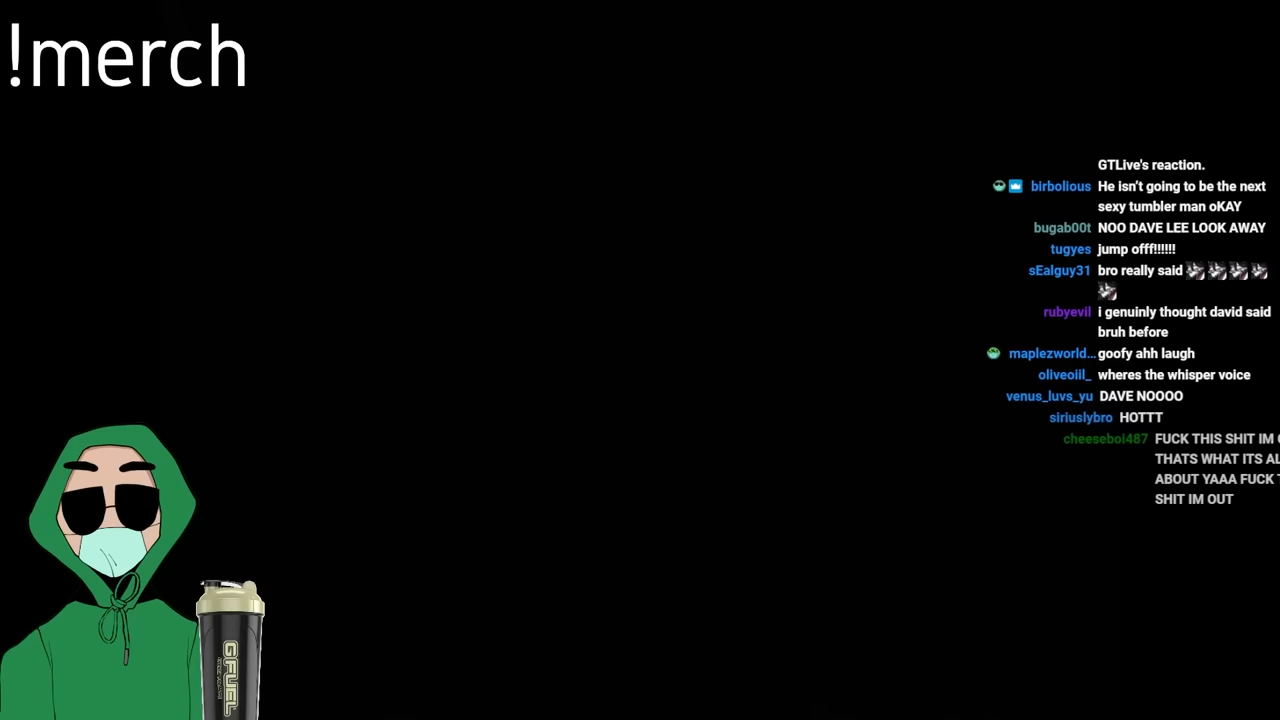 !merch
GTLive's reaction.
birbolious He isn't going to be the next
sexy tumbler man oKAY
bugab00t NOO DAVE LEE LOOK AWAY
tugyes jump offf!!!!!!
sEalguy31 bro really said
rubyevil i genuinly thought david said
bruh before
maplezworld... goofy ahh laugh
oliveoiil_ wheres the whisper voice
venus_luvs_yu DAVE NOOOO
siriuslybro HOTTT
cheeseboi487 FUCK THIS SHIT IM
THATS WHAT ITS
ABOUT YAAA FUCK
SHIT IM OUT
GFUEL